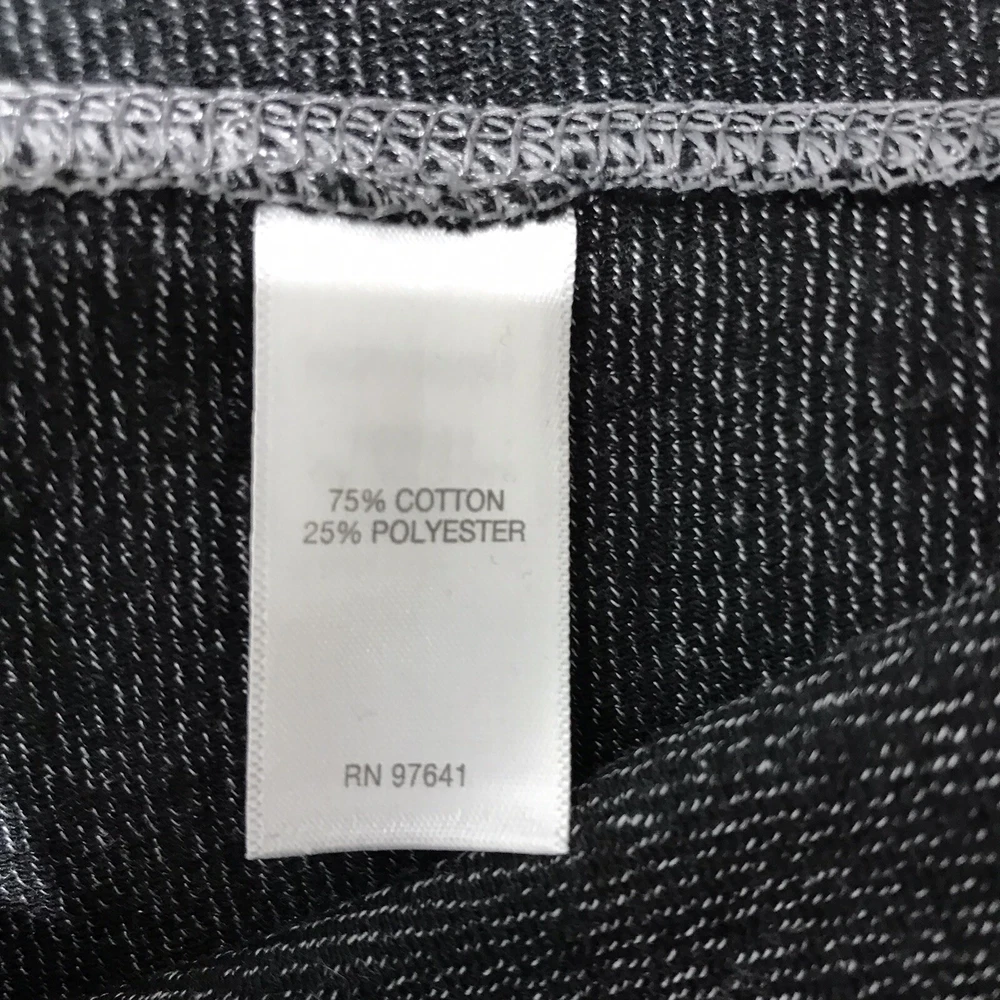 75% COTTON
25% POLYESTER
RN 97641